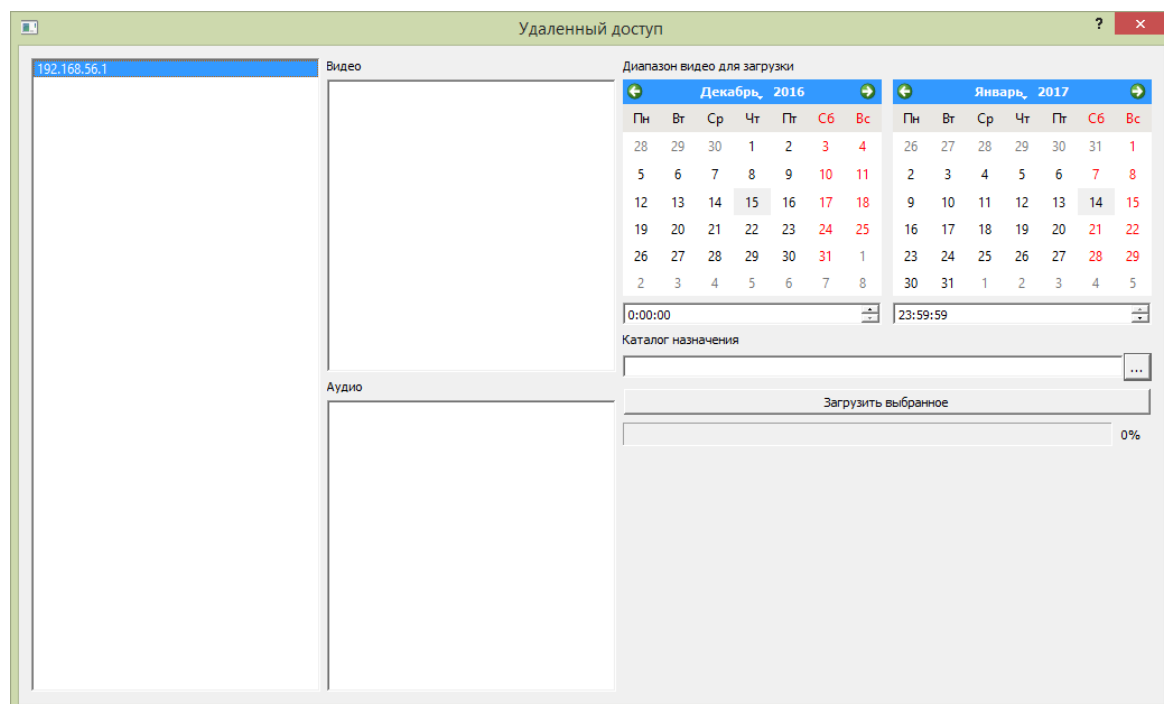 Удаленный доступ
?
192.168.56.1
Видео
Аудио
Диапазон видео для загрузки
Декабрь, 2016
Пн Вт Ср Чт Пт Сб Вс
28 29 30 1 2 3 4
5 6 7 8 9 10 11
12 13 14 15 16 17 18
19 20 21 22 23 24 25
26 27 28 29 30 31 1
2 3 4 5 6 7 8
0:00:00
Январь, 2017
Пн Вт Ср Чт Пт Сб Вс
26 27 28 29 30 31 1
2 3 4 5 6 7 8
9 10 11 12 13 14 15
16 17 18 19 20 21 22
23 24 25 26 27 28 29
30 31 1 2 3 4 5
23:59:59
Каталог назначения
...
Загрузить выбранное
0%